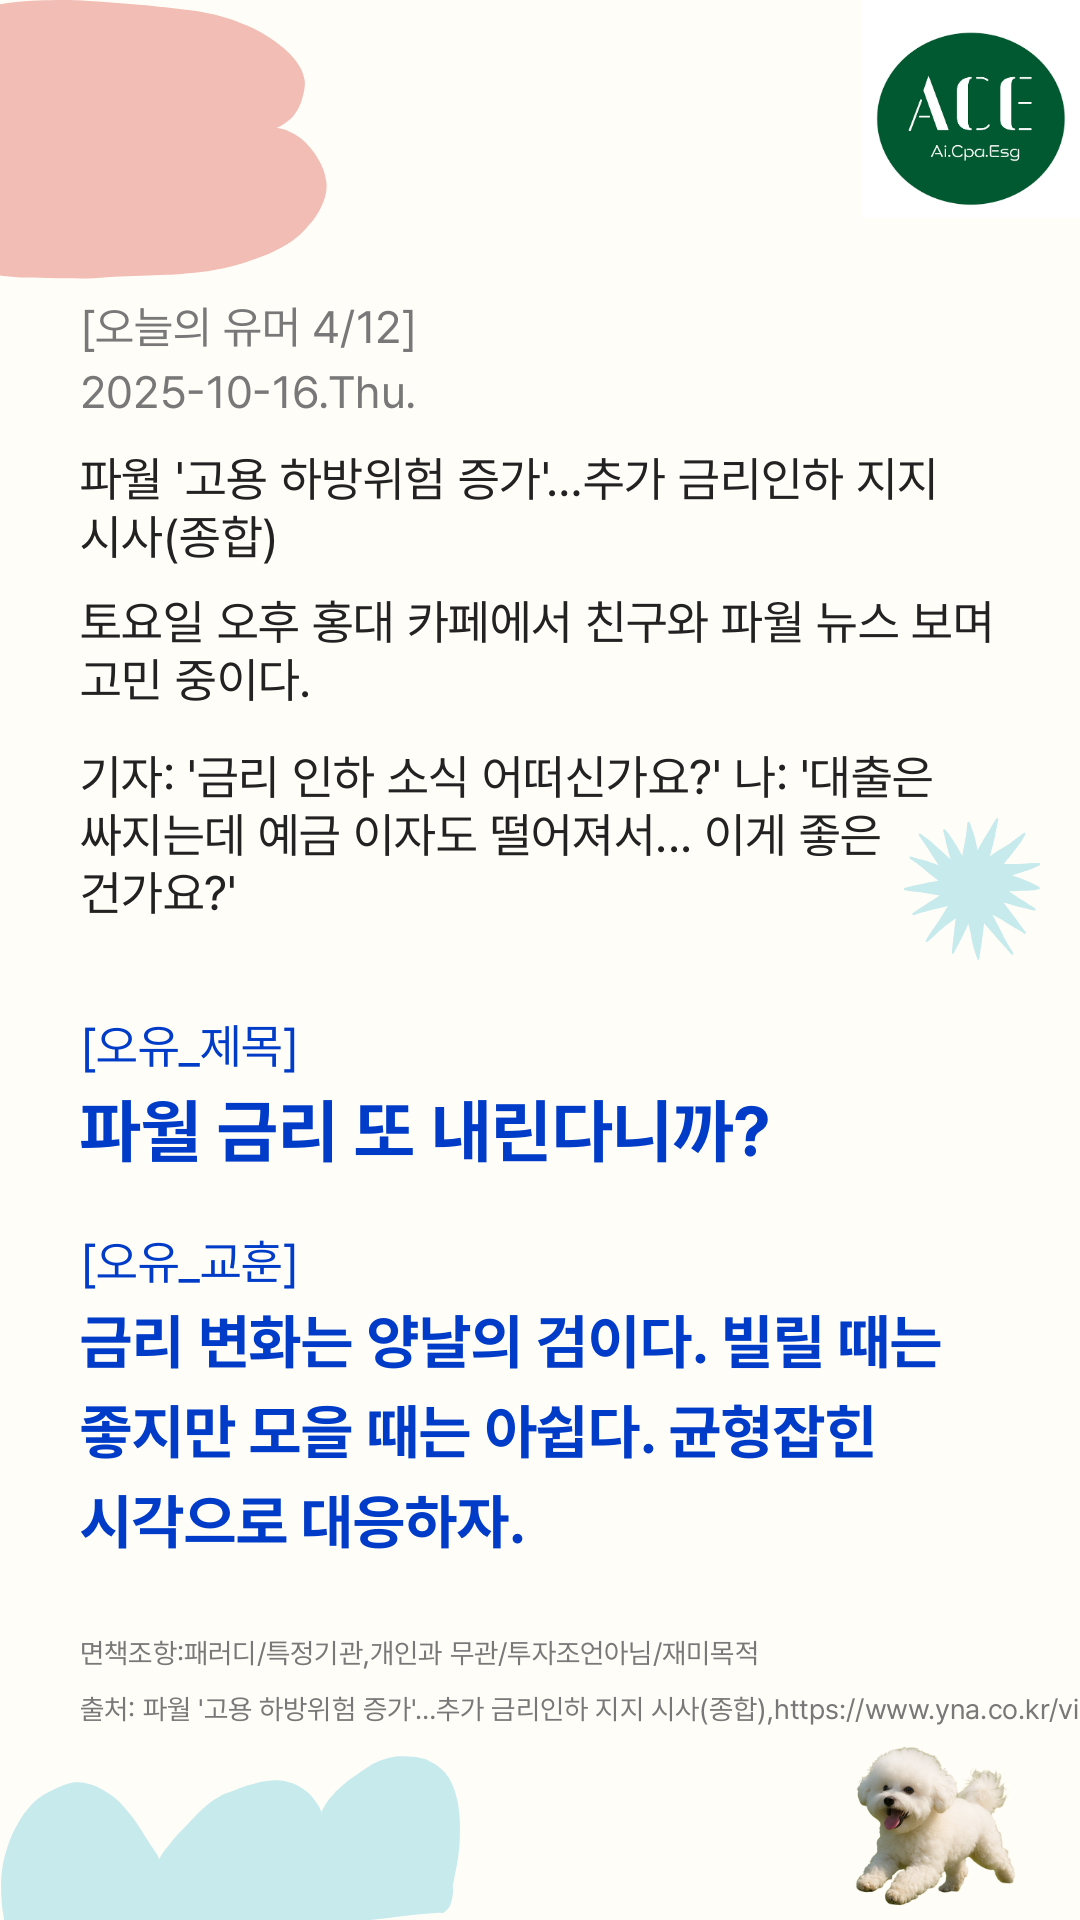 ACE
Ai.Cpa.Esg
[오늘의 유머 4/12]
2025-10-16.Thu.
파월 '고용 하방위험 증가'...추가 금리인하 지지
시사(종합)
토요일 오후 홍대 카페에서 친구와 파월 뉴스 보며
고민 중이다.
기자: '금리 인하 소식 어떠신가요?' 나: '대출은
싸지는데 예금 이자도 떨어져서... 이게 좋은
건가요?'
[오유_제목]
파월 금리 또 내린다니까?
[오유_교훈]
금리 변화는 양날의 검이다. 빌릴 때는
좋지만 모을 때는 아쉽다. 균형잡힌
시각으로 대응하자.
면책조항:패러디/특정기관,개인과 무관/투자조언아님/재미목적
출처: 파월 '고용 하방위험 증가'...추가 금리인하 지지 시사(종합),https://www.yna.co.kr/vi